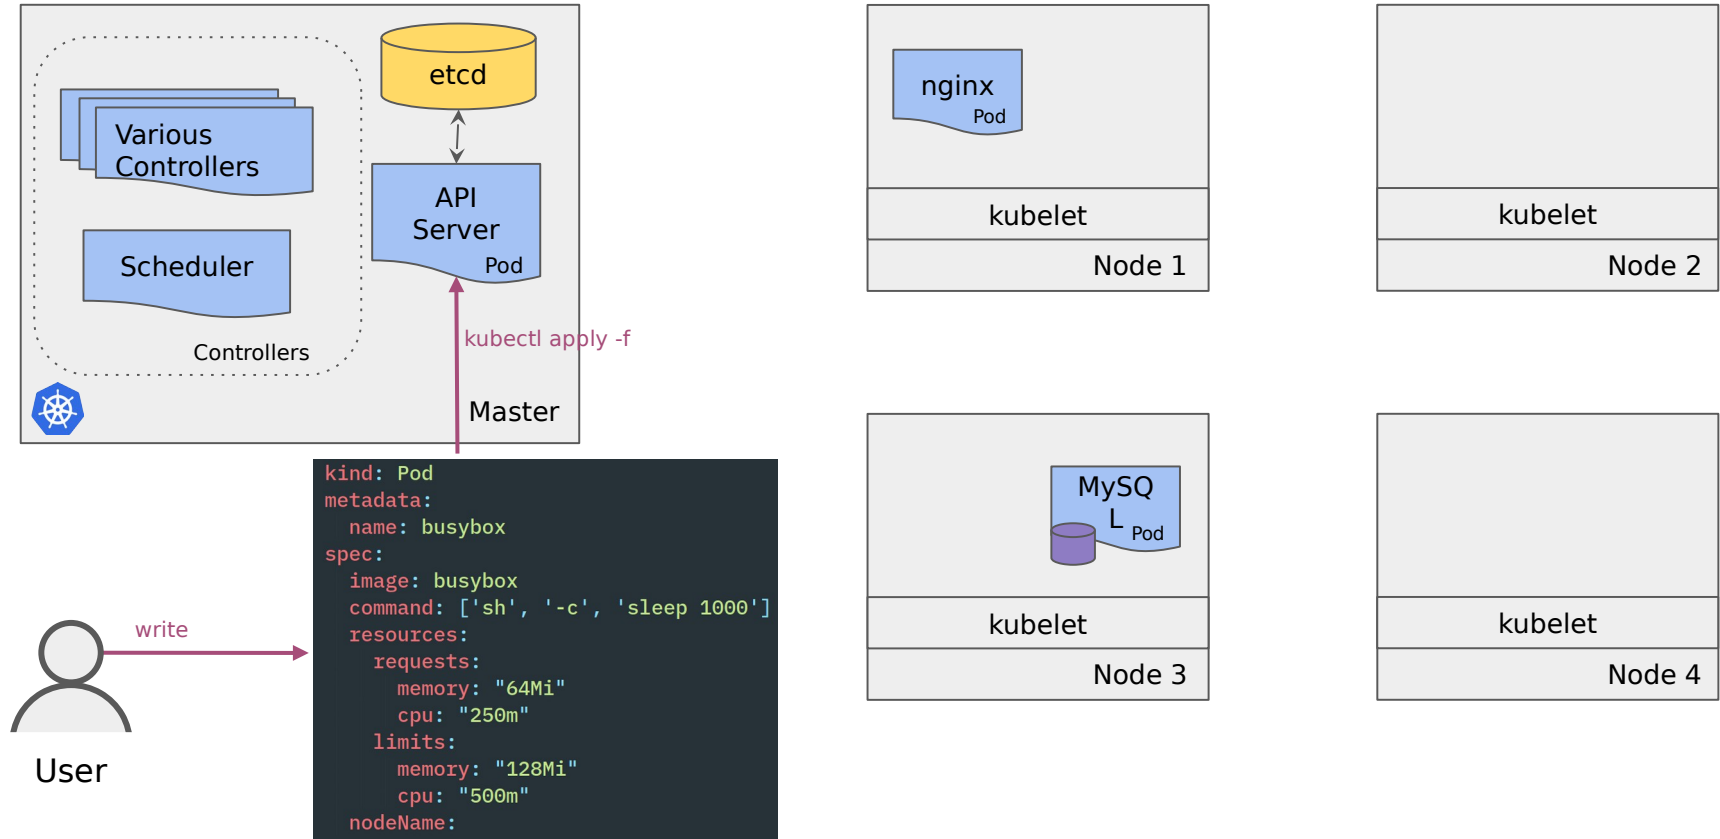 etcd
Various
Controllers
API
Server
Pod
Scheduler
Controllers
kubectl apply -f
Master
write
User
kind: Pod
metadata:
  name: busybox
spec:
  image: busybox
  command: ['sh', '-c', 'sleep 1000']
  resources:
    requests:
      memory: "64Mi"
      cpu: "250m"
    limits:
      memory: "128Mi"
      cpu: "500m"
  nodeName:
nginx
Pod
kubelet
Node 1
kubelet
Node 2
MySQ
L
Pod
kubelet
Node 3
kubelet
Node 4